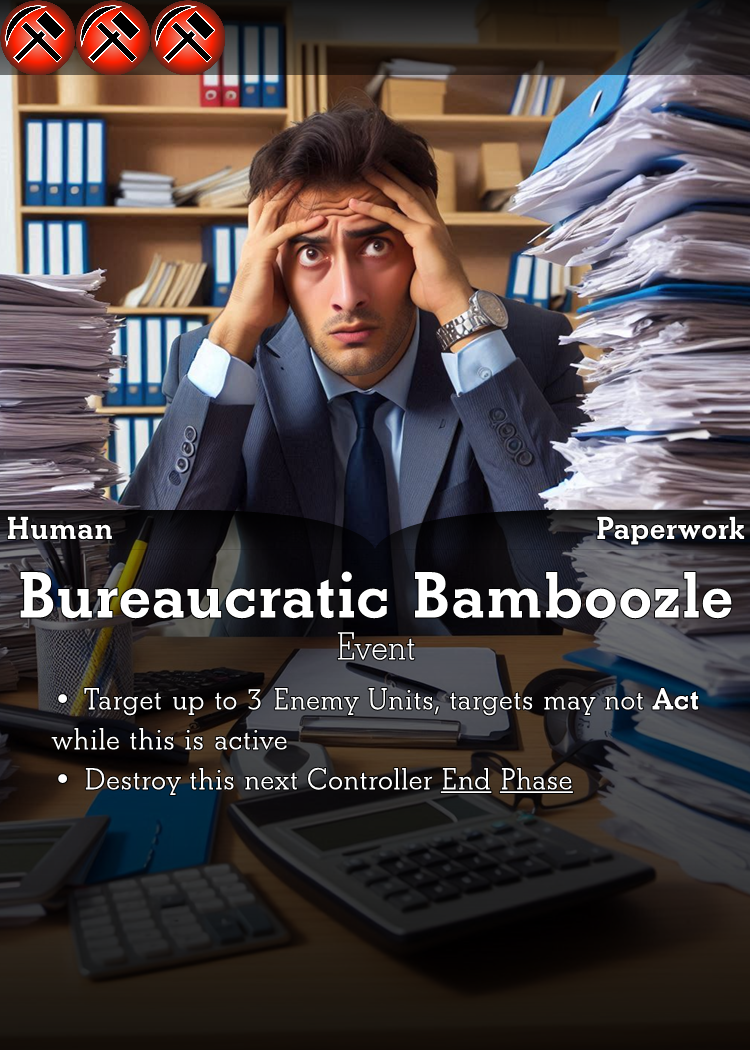 Human
Paperwork
Bureaucratic Bamboozle
Event
• Target up to 3 Enemy Units, targets may not Act
while this is active
• Destroy this next Controller End Phase